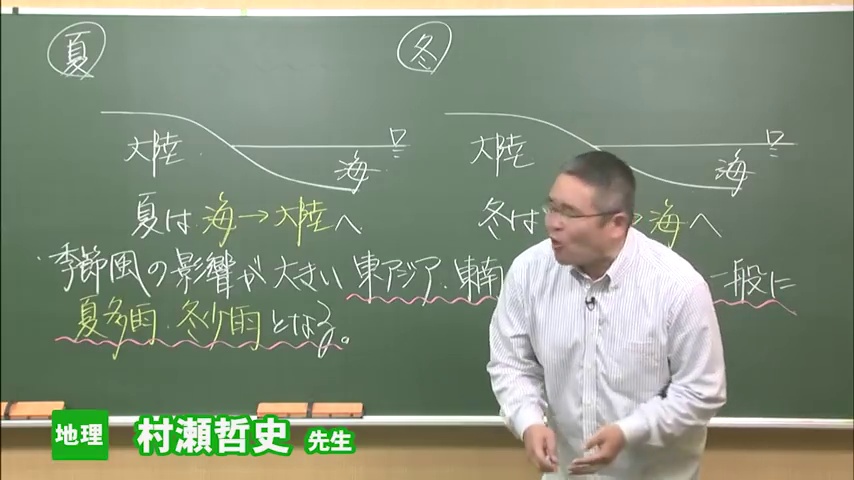 夏
冬
大陸
海
大陸
海
夏は 海→大陸へ
冬は →海へ
・季節風の影響が大きい 東アジア・東南 一般に
夏多雨・冬少雨となる。
地理 村瀬哲史 先生